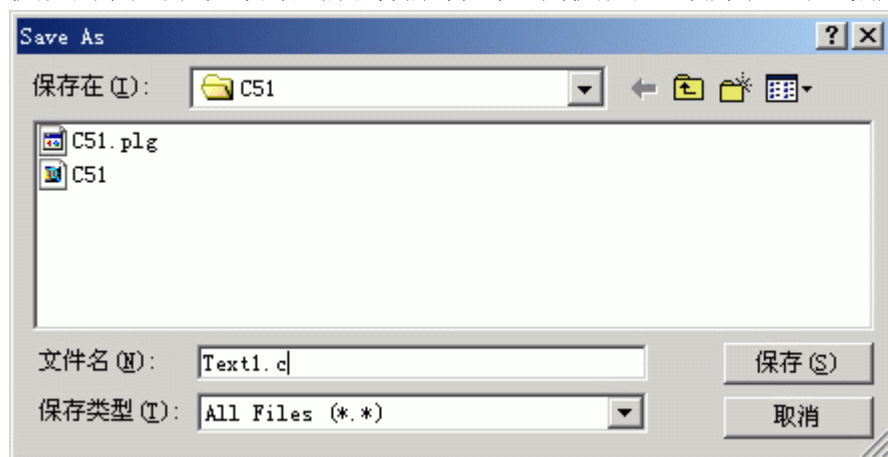 Save As
保存在(I):
C51
C51.plg
C51
文件名(N):
Text1.c
保存(S)
保存类型(T):
All Files (*.*)
取消